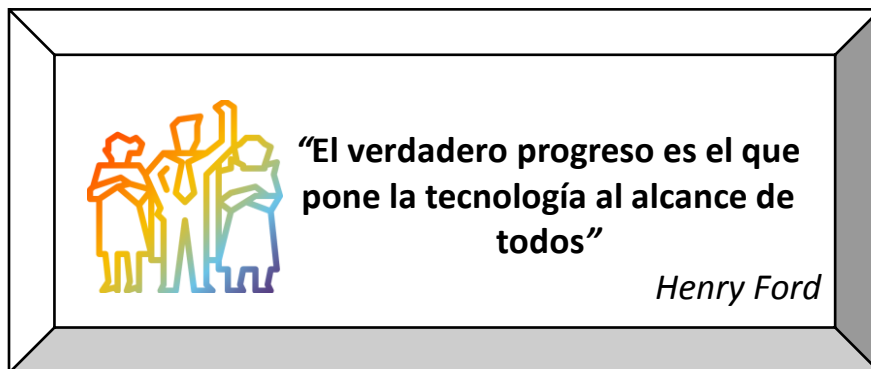 “El verdadero progreso es el que
pone la tecnología al alcance de
todos”
Henry Ford